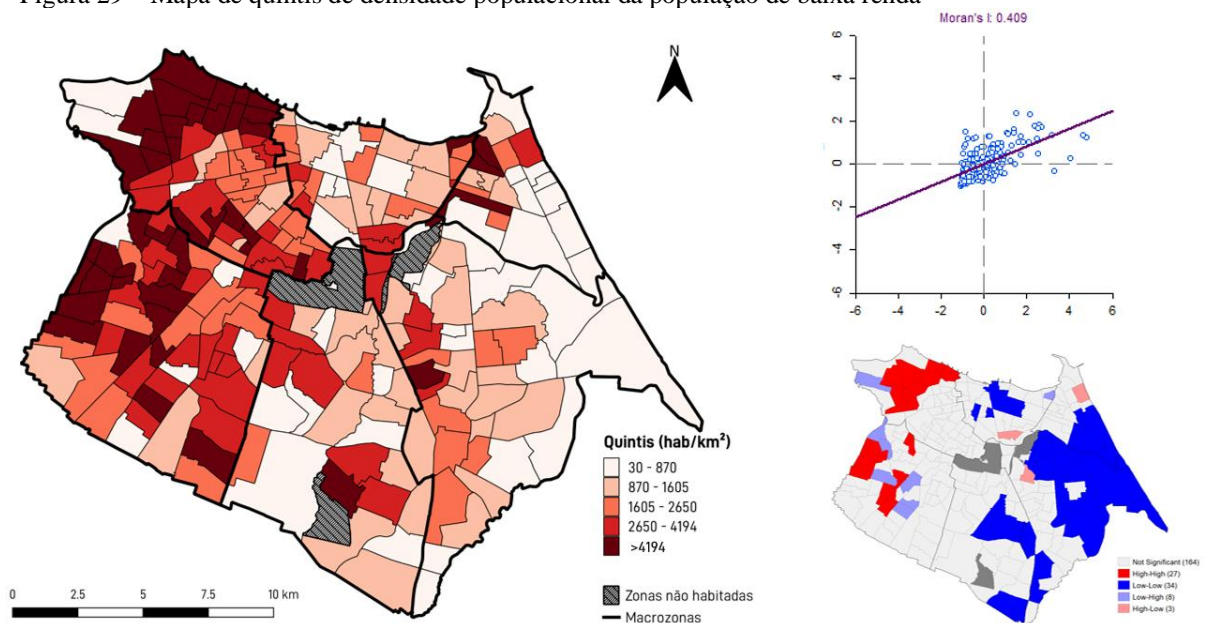 Figura 29 – Mapa de quintis de densidade populacional da população de baixa renda
Moran's I: 0.409
N
6
4
2
0
-2
-4
-6
-6 -4 -2 0 2 4 6
Quintis (hab/km²)
30 - 870
870 - 1605
1605 - 2650
2650 - 4194
>4194
Zonas não habitadas
Macrozonas
0 2.5 5 7.5 10 km
Not Significant (164)
High-High (27)
Low-Low (34)
Low-High (8)
High-Low (3)